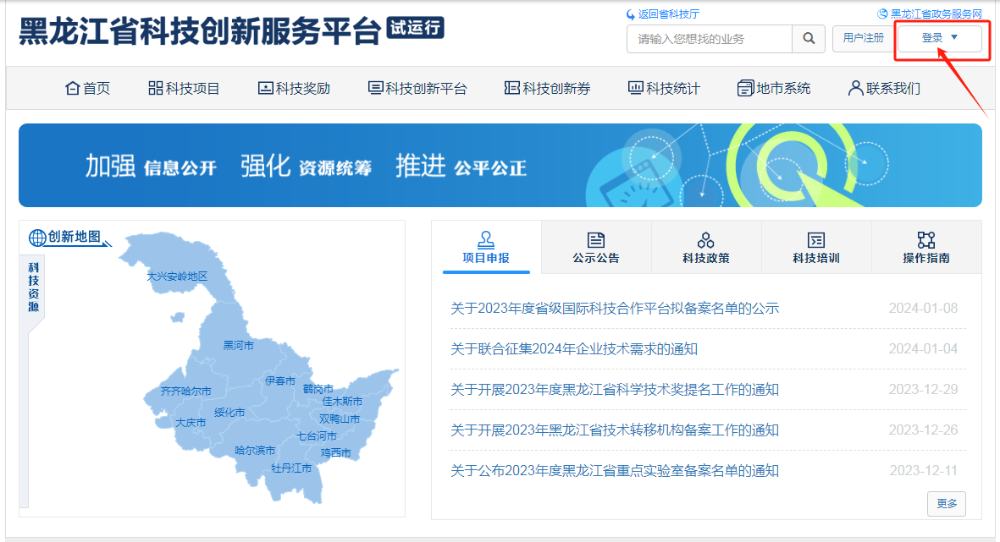 黑龙江省科技创新服务平台 试运行
返回省科技厅
黑龙江省政务服务网
请输入您想找的业务
用户注册
登录
首页 科技项目 科技奖励 科技创新平台 科技创新券 科技统计 地市系统 联系我们
加强 信息公开 强化 资源统筹 推进 公平公正
创新地图
科技资源
大兴安岭地区
黑河市
伊春市
鹤岗市
齐齐哈尔市
佳木斯市
绥化市
双鸭山市
大庆市
七台河市
哈尔滨市
鸡西市
牡丹江市
项目申报 公示公告 科技政策 科技培训 操作指南
关于2023年度省级国际科技合作平台拟备案名单的公示 2024-01-08
关于联合征集2024年企业技术需求的通知 2024-01-04
关于开展2023年度黑龙江省科学技术奖提名工作的通知 2023-12-29
关于开展2023年黑龙江省技术转移机构备案工作的通知 2023-12-26
关于公布2023年度黑龙江省重点实验室备案名单的通知 2023-12-11
更多